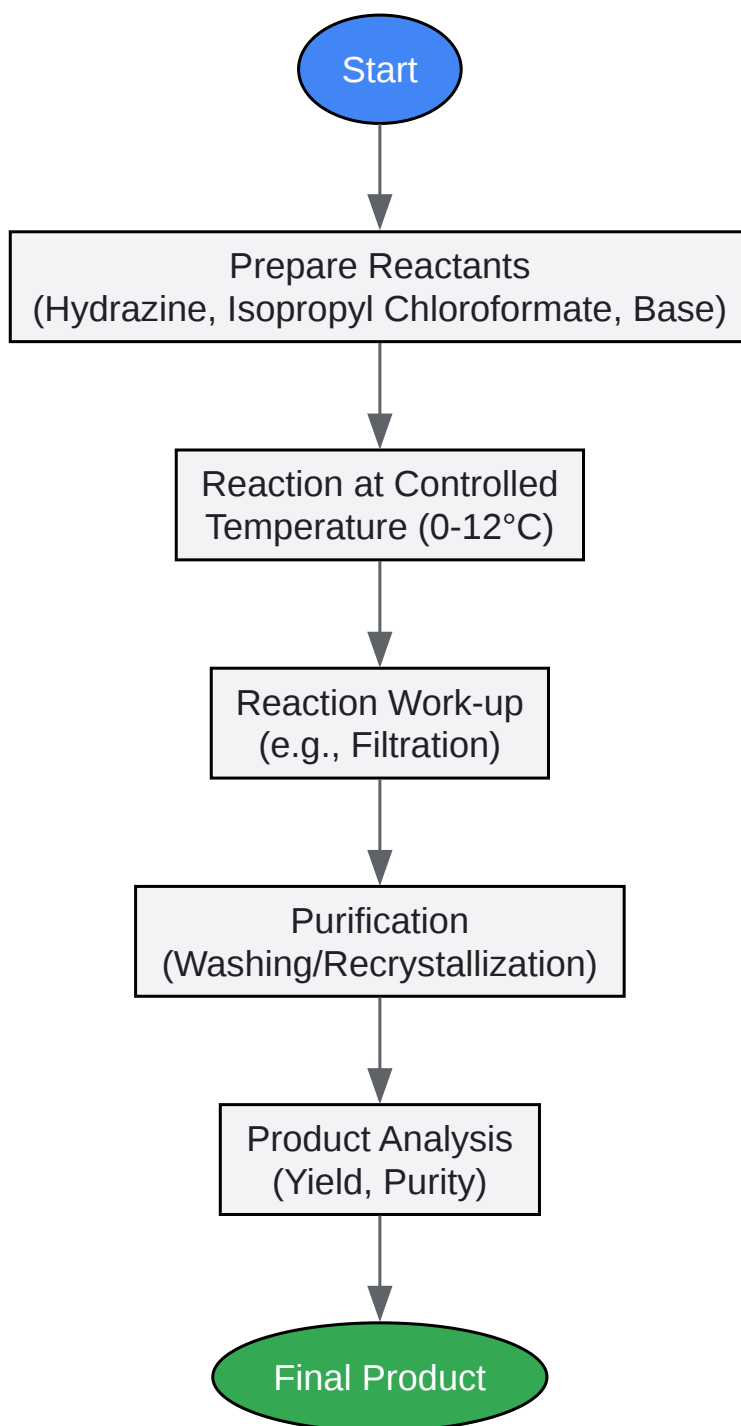 Start
Prepare Reactants
(Hydrazine, Isopropyl Chloroformate, Base)
Reaction at Controlled
Temperature (0-12°C)
Reaction Work-up
(e.g., Filtration)
Purification
(Washing/Recrystallization)
Product Analysis
(Yield, Purity)
Final Product